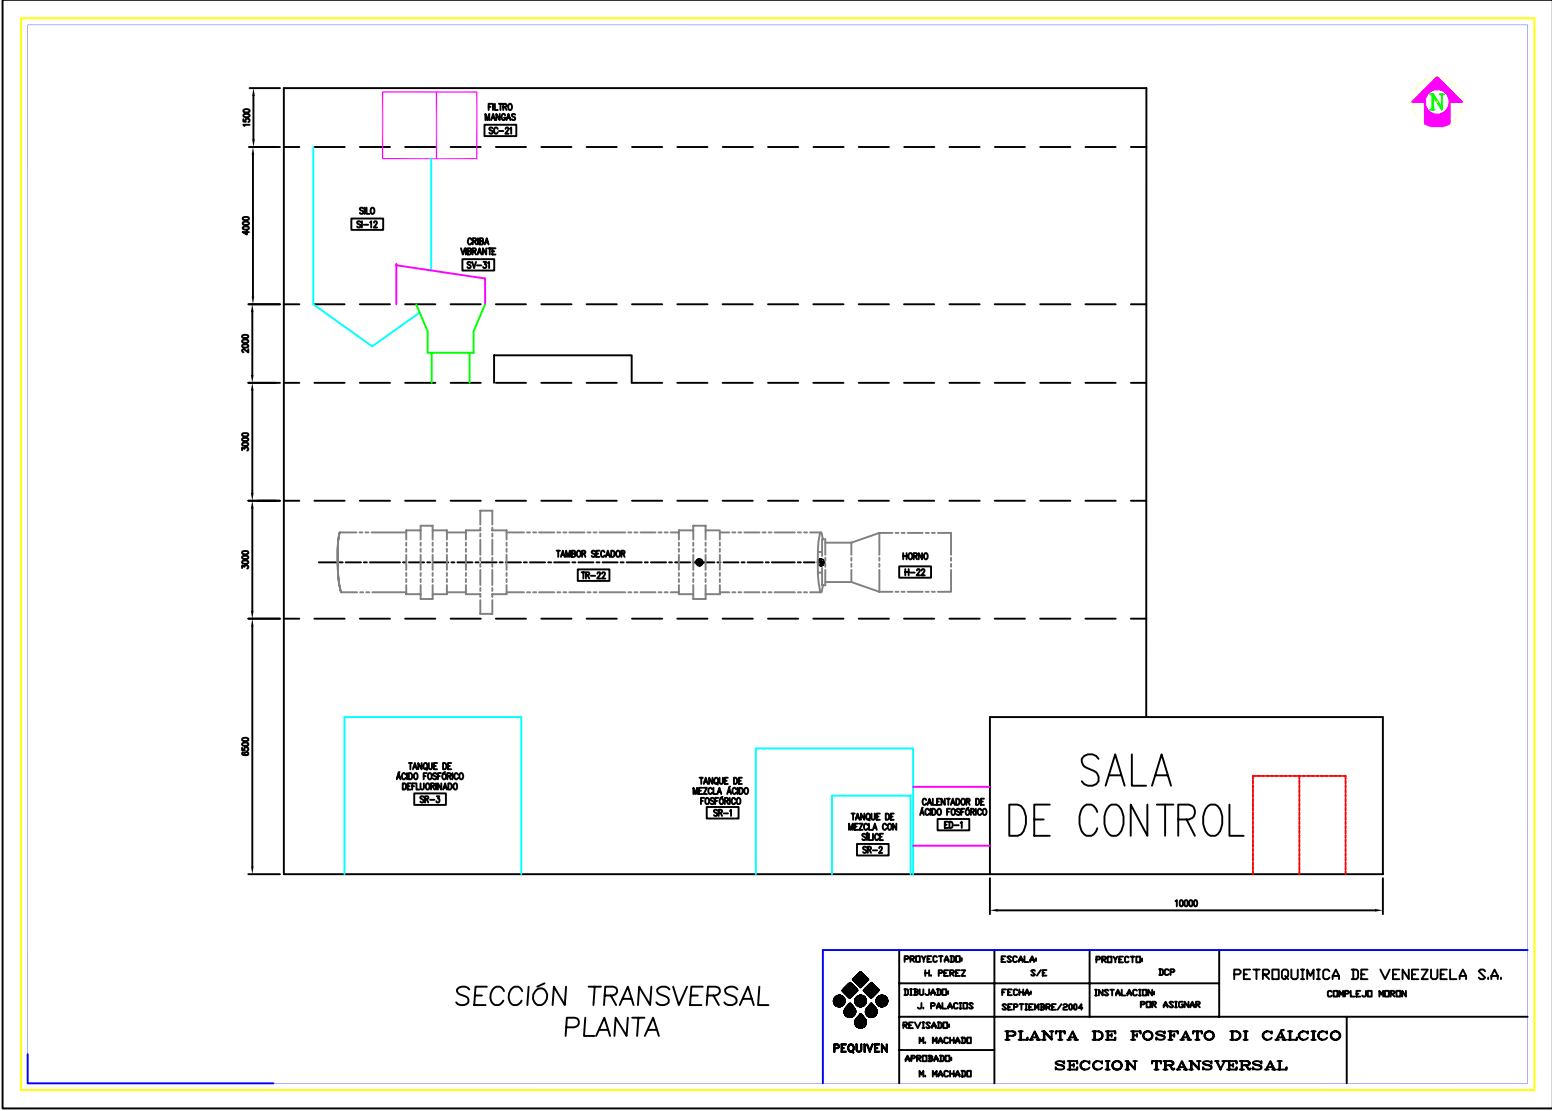 1500
FILTRO
MANGAS
SC-21
N
4000
SILO
SI-12
CRIBA
VIBRANTE
SV-31
2000
3000
3000
TAMBOR SECADOR
TR-22
HORNO
H-22
6500
TANQUE DE
ÁCIDO FOSFÓRICO
DEFLUORINADO
SR-3
TANQUE DE
MEZCLA ÁCIDO
FOSFÓRICO
SR-1
TANQUE DE
MEZCLA CON
SÍLICE
SR-2
CALENTADOR DE
ÁCIDO FOSFÓRICO
ED-1
SALA
DE CONTROL
10000
SECCIÓN TRANSVERSAL
PLANTA
PEQUIVEN
PROYECTADO:
H. PEREZ
ESCALA:
S/E
PROYECTO:
DCP
PETROQUIMICA DE VENEZUELA S.A.
COMPLEJO MORON
DIBUJADO:
J. PALACIOS
FECHA:
SEPTIEMBRE/2004
INSTALACION:
POR ASIGNAR
REVISADO:
M. MACHADO
APROBADO:
M. MACHADO
PLANTA DE FOSFATO DI CÁLCICO
SECCION TRANSVERSAL